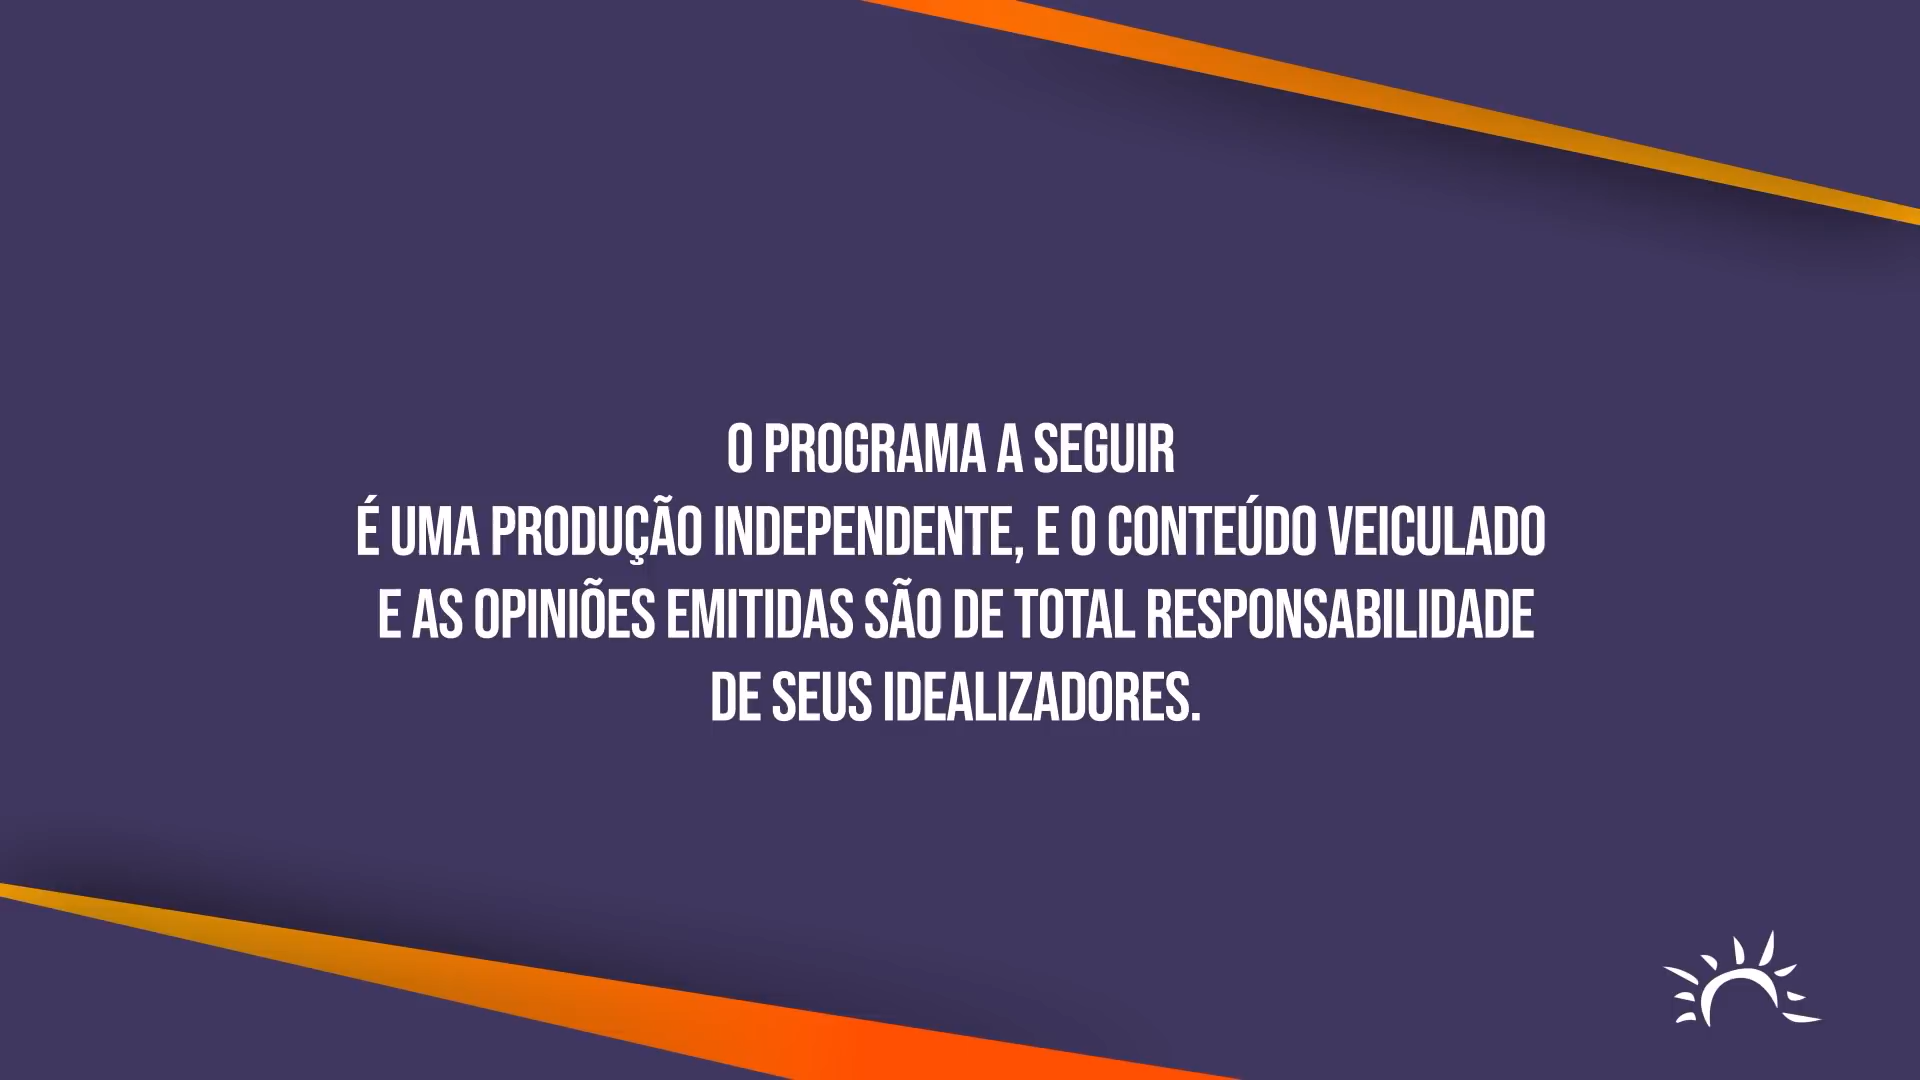 O PROGRAMA A SEGUIR
É UMA PRODUÇÃO INDEPENDENTE, E O CONTEÚDO VEICULADO
E AS OPINIÕES EMITIDAS SÃO DE TOTAL RESPONSABILIDADE
DE SEUS IDEALIZADORES.